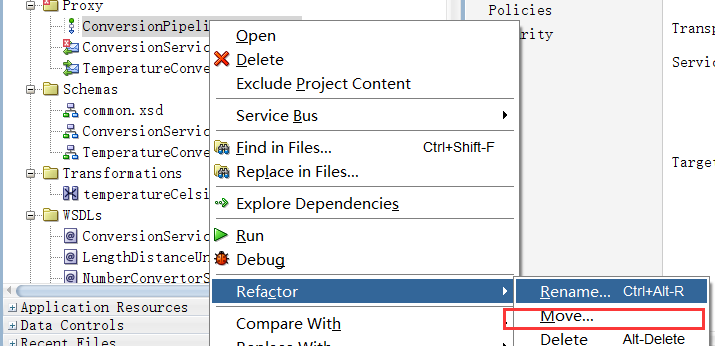 Proxy
ConversionPipeli
ConversionServic
TemperatureConve
Schemas
common.xsd
ConversionServic
TemperatureConve
Transformations
temperatureCelsi
WSDLs
ConversionServic
LengthDistanceUn
NumberConvertorS
Application Resources
Data Controls
Recent Files
Open
Delete
Exclude Project Content
Service Bus
Find in Files... Ctrl+Shift-F
Replace in Files...
Explore Dependencies
Run
Debug
Refactor
Compare With
Replace With
Rename... Ctrl+Alt-R
Move...
Delete Alt-Delete
Policies
rity
Transp
Servic
Target